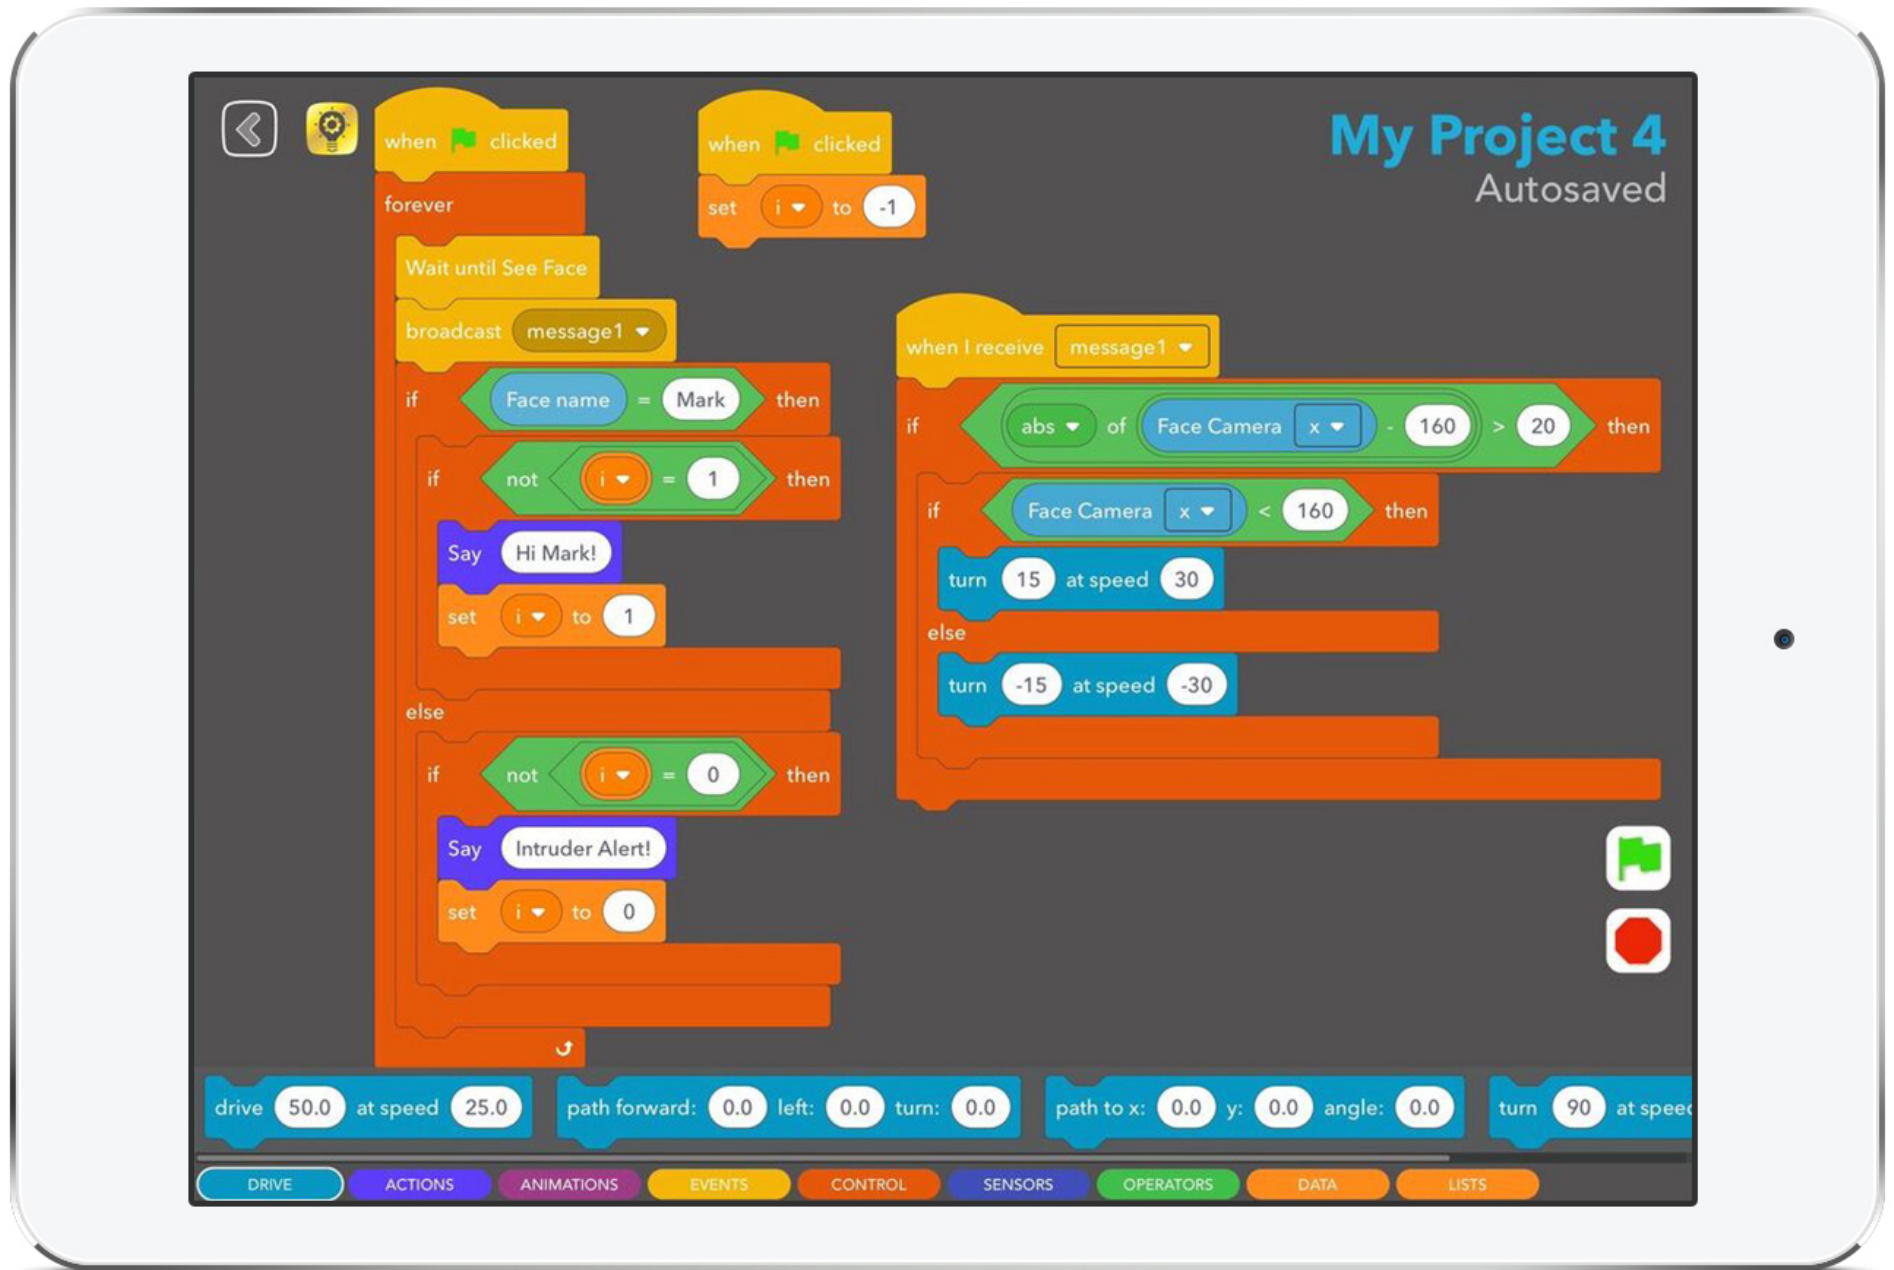 when clicked
forever
Wait until See Face
broadcast message1
if Face name = Mark then
if not i = 1 then
Say Hi Mark!
set i to 1
else
if not i = 0 then
Say Intruder Alert!
set i to 0
when clicked
set i to -1
My Project 4
Autosaved
when I receive message1
if abs of Face Camera x - 160 > 20 then
if Face Camera x < 160 then
turn 15 at speed 30
else
turn -15 at speed -30
drive 50.0 at speed 25.0
path forward: 0.0 left: 0.0 turn: 0.0
path to x: 0.0 y: 0.0 angle: 0.0
turn 90 at speed
DRIVE
ACTIONS
ANIMATIONS
EVENTS
CONTROL
SENSORS
OPERATORS
DATA
LISTS